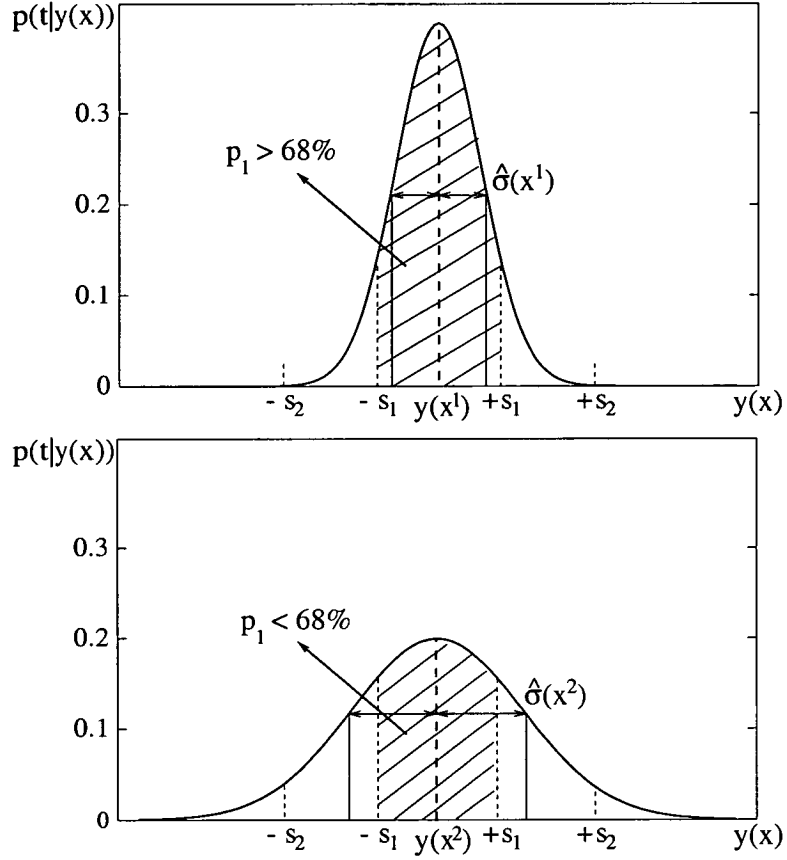 p(t|y(x))
0.3
p₁ > 68%
σ̂(x¹)
0.2
0.1
0
- s₂
- s₁
y(x¹)
+s₁
+s₂
y(x)
p(t|y(x))
0.3
p₁ < 68%
0.2
σ̂(x²)
0.1
0
- s₂
- s₁
y(x²)
+s₁
+s₂
y(x)